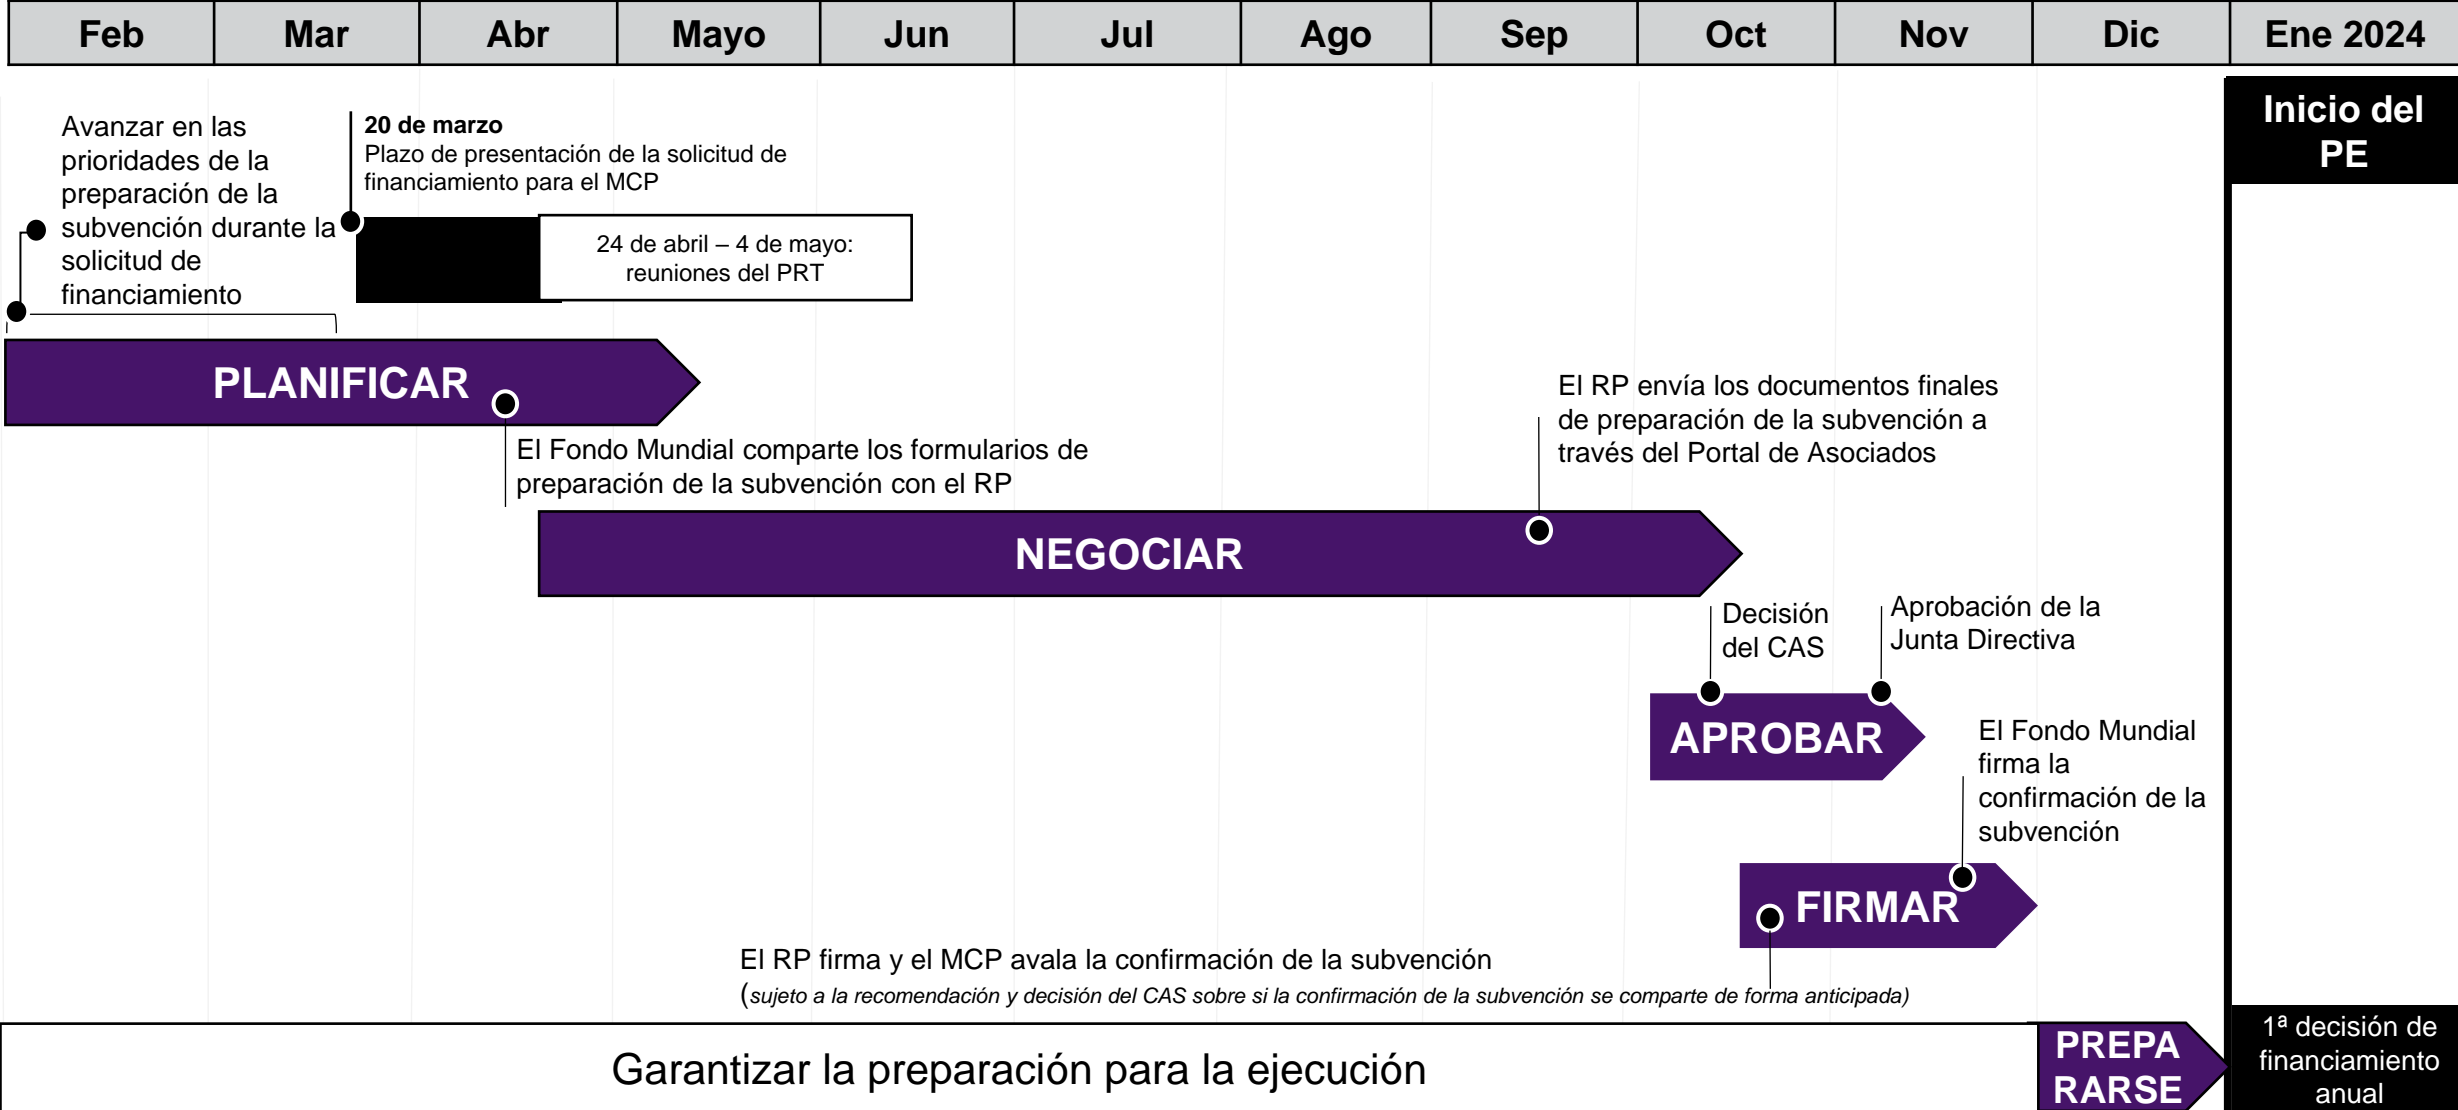 Feb Mar Abr Mayo Jun Jul Ago Sep Oct Nov Dic Ene 2024
Inicio del
PE
Avanzar en las
prioridades de la
preparación de la
subvención durante la
solicitud de
financiamiento
20 de marzo
Plazo de presentación de la solicitud de
financiamiento para el MCP
24 de abril – 4 de mayo:
reuniones del PRT
PLANIFICAR
El Fondo Mundial comparte los formularios de
preparación de la subvención con el RP
El RP envía los documentos finales
de preparación de la subvención a
través del Portal de Asociados
NEGOCIAR
Decisión
del CAS
Aprobación de la
Junta Directiva
APROBAR
El Fondo Mundial
firma la
confirmación de la
subvención
FIRMAR
El RP firma y el MCP avala la confirmación de la subvención
(sujeto a la recomendación y decisión del CAS sobre si la confirmación de la subvención se comparte de forma anticipada)
Garantizar la preparación para la ejecución
PREPA
RARSE
1ª decisión de
financiamiento
anual